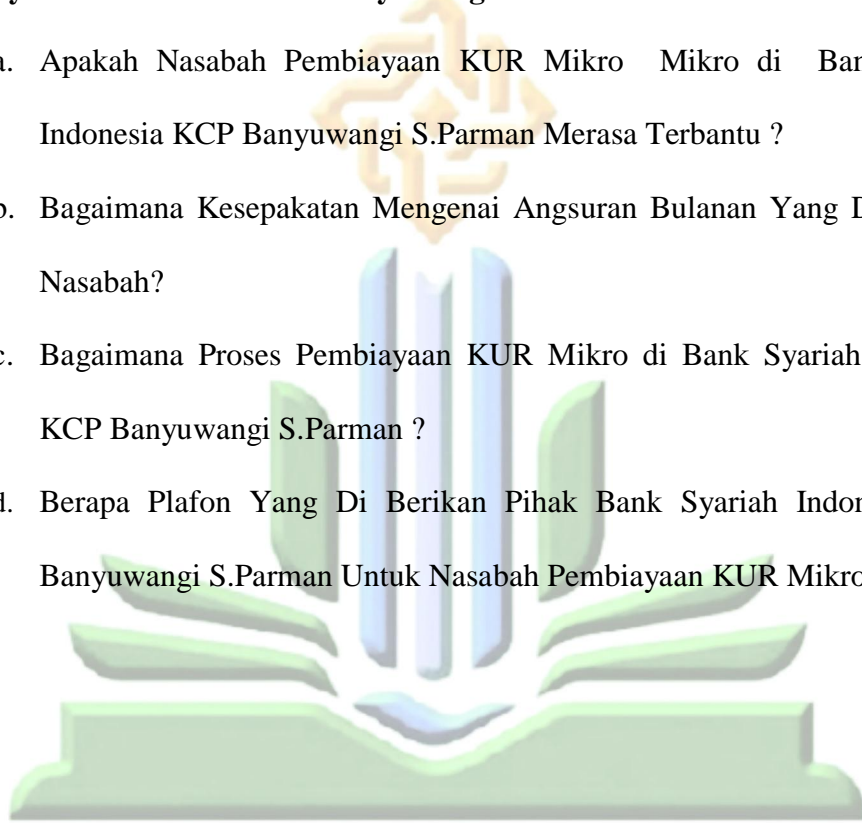 a. Apakah Nasabah Pembiayaan KUR Mikro Mikro di
Indonesia KCP Banyuwangi S.Parman Merasa Terbantu ?
b. Bagaimana Kesepakatan Mengenai Angsuran Bulanan Yang
Nasabah?
c. Bagaimana Proses Pembiayaan KUR Mikro di Bank Syariah
KCP Banyuwangi S.Parman ?
d. Berapa Plafon Yang Di Berikan Pihak Bank Syariah
Banyuwangi S.Parman Untuk Nasabah Pembiayaan KUR Mikro